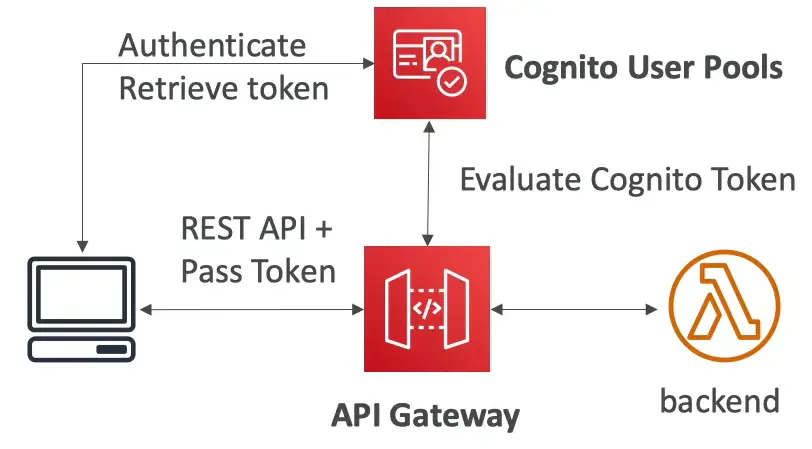 Authenticate
Retrieve token
Cognito User Pools
Evaluate Cognito Token
REST API +
Pass Token
</>
API Gateway
backend